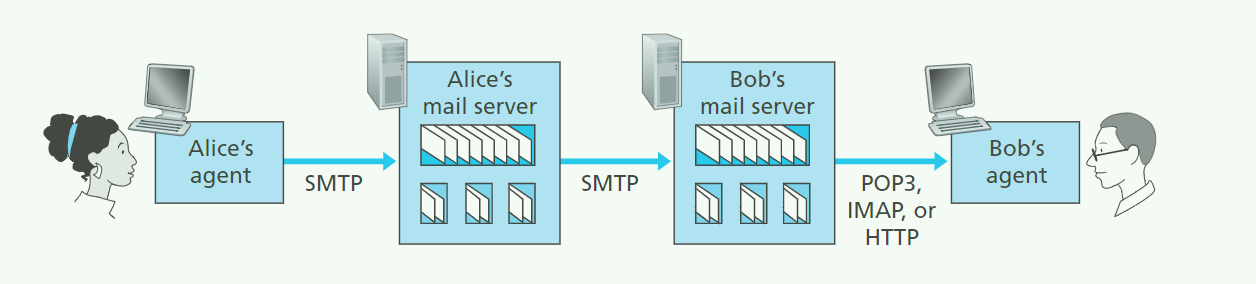 Alice's
agent
SMTP
Alice's
mail server
SMTP
Bob's
mail server
POP3,
IMAP, or
HTTP
Bob's
agent